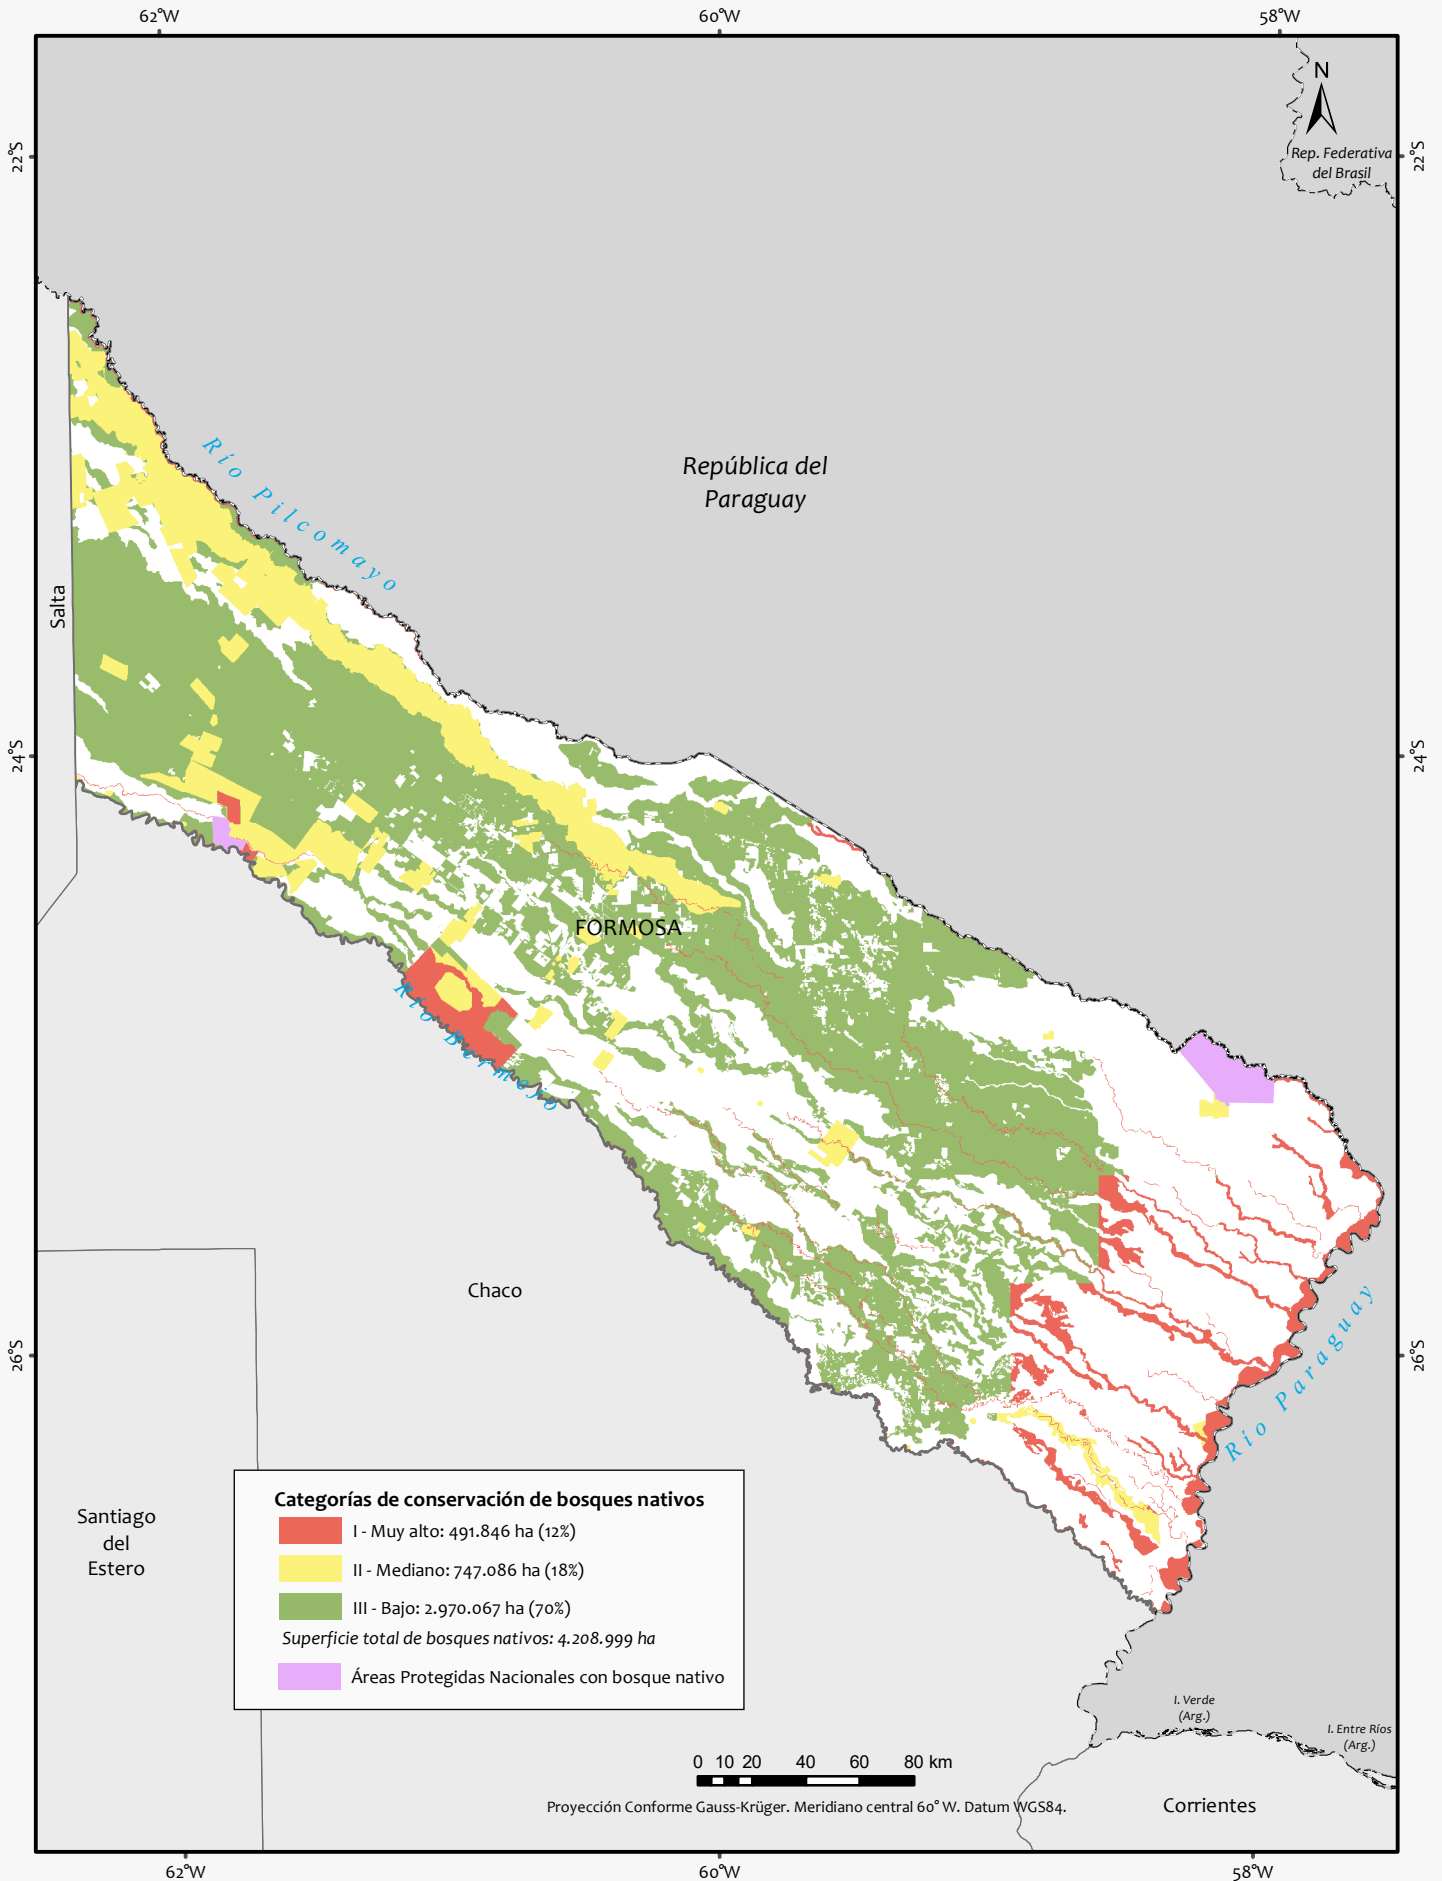 62°W
60°W
58°W
N
22°S
22°S
Rep. Federativa
del Brasil
República del
Paraguay
Río Pilcomayo
Salta
24°S
24°S
FORMOSA
Río Bermejo
Chaco
26°S
26°S
Río Paraguay
Categorías de conservación de bosques nativos
I - Muy alto: 491.846 ha (12%)
II - Mediano: 747.086 ha (18%)
III - Bajo: 2.970.067 ha (70%)
Superficie total de bosques nativos: 4.208.999 ha
Áreas Protegidas Nacionales con bosque nativo
Santiago
del
Estero
I. Verde
(Arg.)
I. Entre Ríos
(Arg.)
0 10 20 40 60 80 km
Proyección Conforme Gauss-Krüger. Meridiano central 60° W. Datum WGS84.
Corrientes
62°W
60°W
58°W